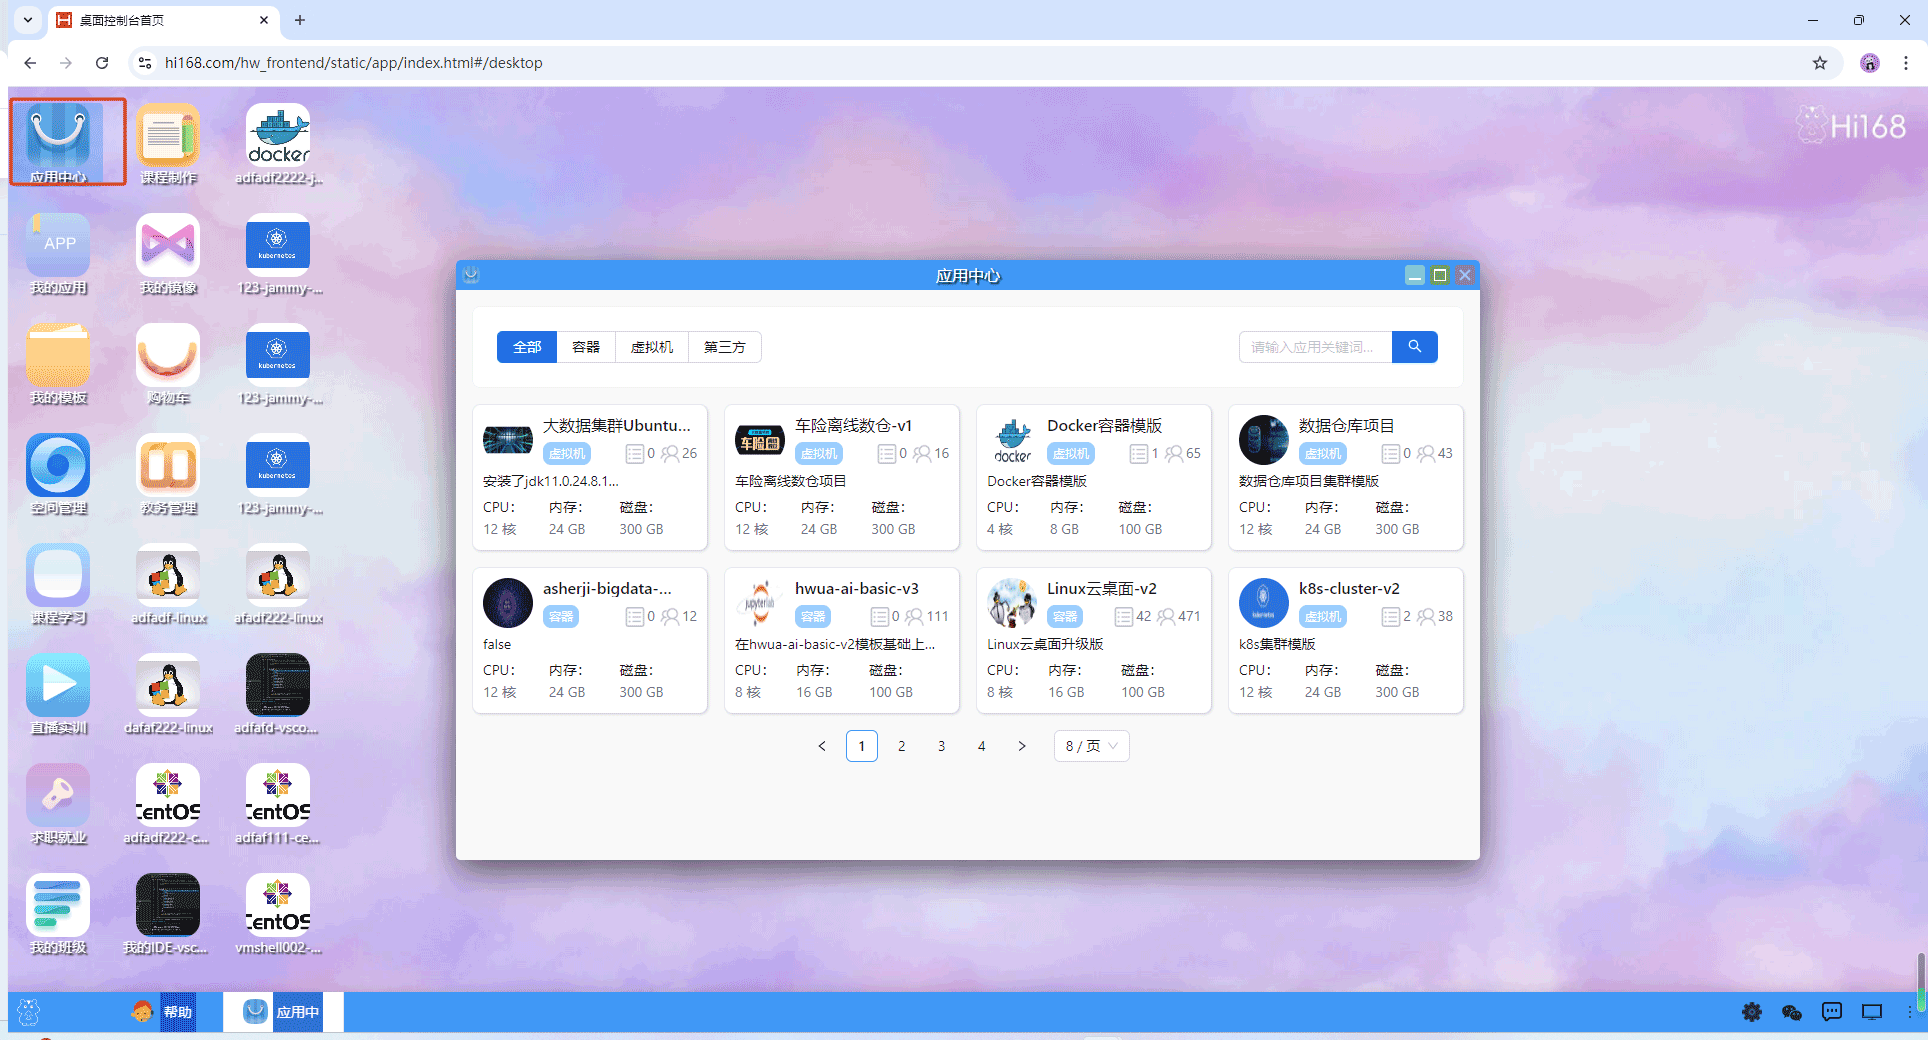 桌面控制台首页
hi168.com/hw_frontend/static/app/index.html#/desktop
Hi168
应用中心
课程制作
docker
adfadf2222-j...
APP
我的应用
我的镜像
kubernetes
123-jammy-...
我的模板
购物车
kubernetes
123-jammy-...
空间管理
教务管理
kubernetes
123-jammy-...
课程学习
adfadf-linux
afadf222-linux
直播实训
dafaf222-linux
adfafd-vsco...
求职就业
CentOS
adfadf222-c...
CentOS
adfaf111-ce...
我的班级
我的IDE-vsc...
CentOS
vmshell002-...
应用中心
全部 容器 虚拟机 第三方
请输入应用关键词...
大数据集群Ubuntu...
虚拟机 0 26
安装了jdk11.0.24.8.1...
CPU: 内存: 磁盘:
12 核 24 GB 300 GB
车险
车险离线数仓-v1
虚拟机 0 16
车险离线数仓项目
CPU: 内存: 磁盘:
12 核 24 GB 300 GB
docker
Docker容器模版
虚拟机 1 65
Docker容器模版
CPU: 内存: 磁盘:
4 核 8 GB 100 GB
数据仓库项目
虚拟机 0 43
数据仓库项目集群模版
CPU: 内存: 磁盘:
12 核 24 GB 300 GB
asherji-bigdata-...
容器 0 12
false
CPU: 内存: 磁盘:
12 核 24 GB 300 GB
jupyterlab
hwua-ai-basic-v3
容器 0 111
在hwua-ai-basic-v2模板基础上...
CPU: 内存: 磁盘:
8 核 16 GB 100 GB
Linux云桌面-v2
容器 42 471
Linux云桌面升级版
CPU: 内存: 磁盘:
8 核 16 GB 100 GB
kubernetes
k8s-cluster-v2
虚拟机 2 38
k8s集群模版
CPU: 内存: 磁盘:
12 核 24 GB 300 GB
1 2 3 4 8 / 页
帮助
应用中